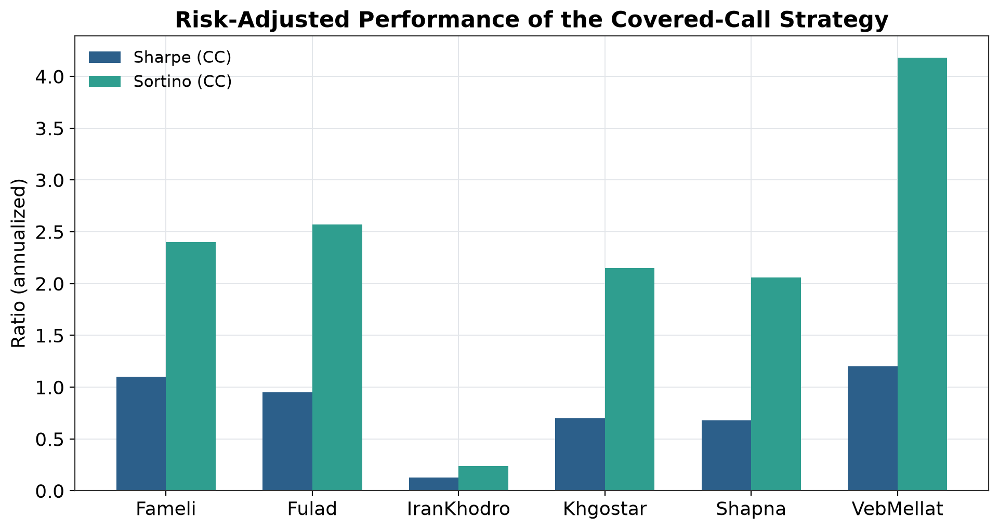 Risk-Adjusted Performance of the Covered-Call Strategy
Sharpe (CC)
Sortino (CC)
Ratio (annualized)
4.0
3.5
3.0
2.5
2.0
1.5
1.0
0.5
0.0
Fameli Fulad IranKhodro Khgostar Shapna VebMellat